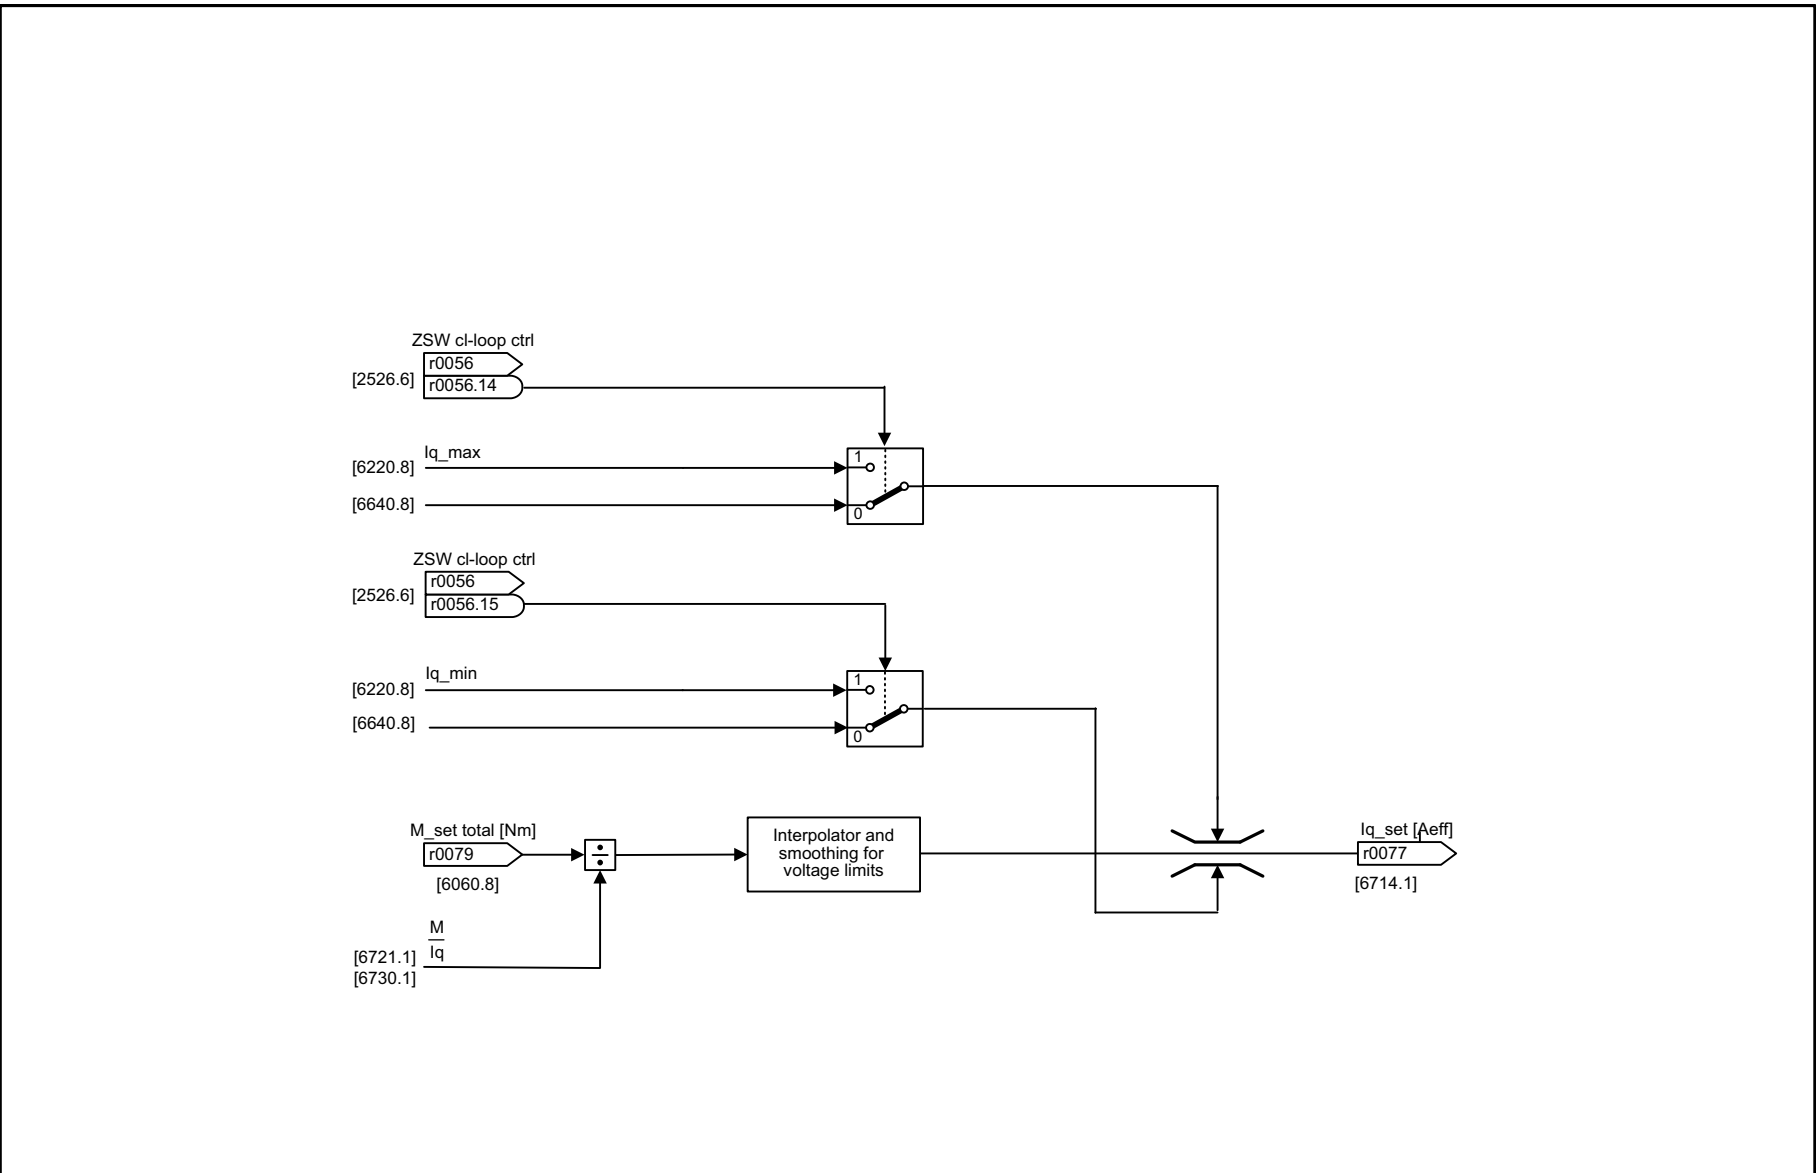 ZSW cl-loop ctrl
r0056
[2526.6]
r0056.14
Iq_max
1
[6220.8]
[6640.8]
0
ZSW cl-loop ctrl
r0056
[2526.6]
r0056.15
Iq_min
1
[6220.8]
[6640.8]
0
M_set total [Nm]
r0079
[6060.8]
÷
Interpolator and
smoothing for
voltage limits
Iq_set [Aeff]
r0077
[6714.1]
M
Iq
[6721.1]
[6730.1]